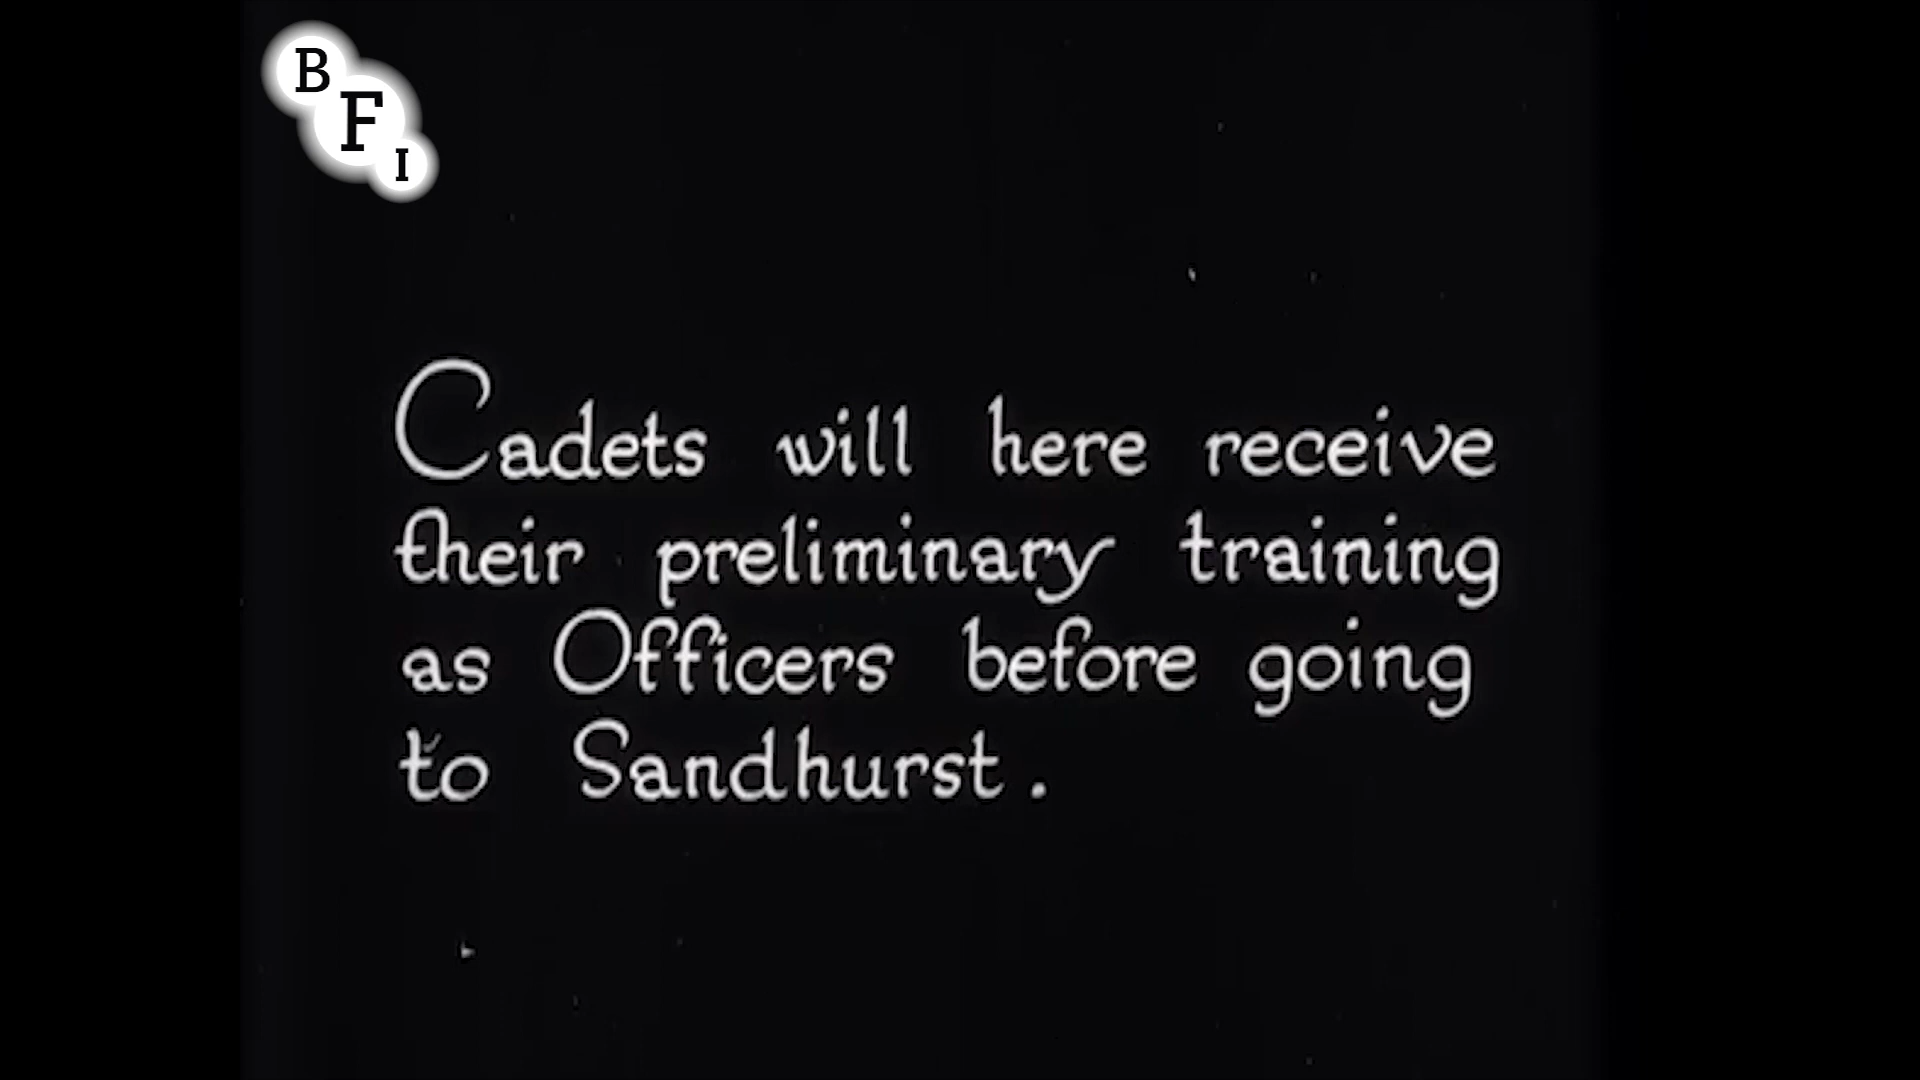 BFI
Cadets will here receive
their preliminary training
as Officers before going
to Sandhurst.